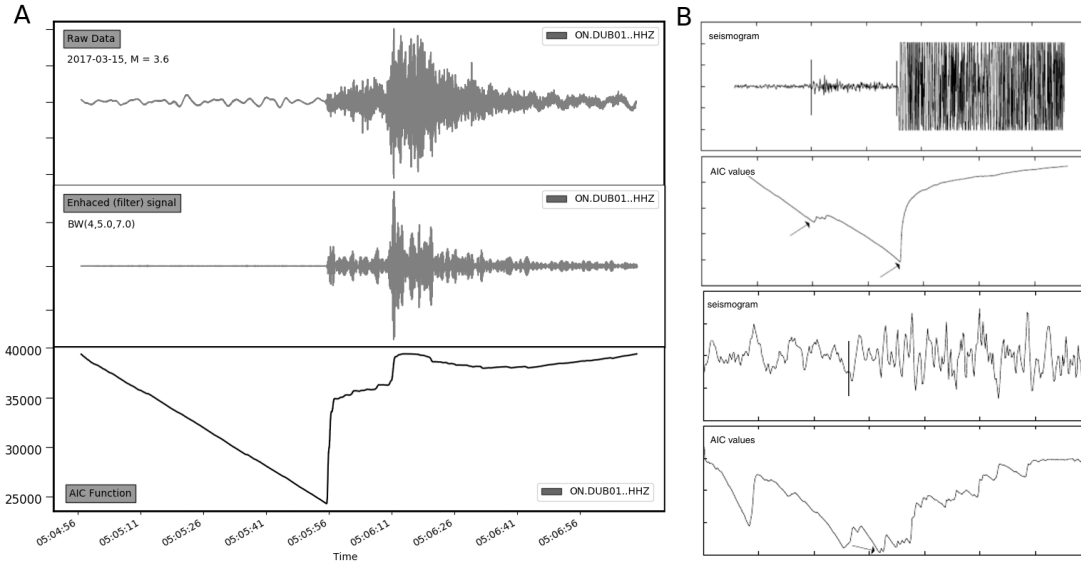 A
Raw Data
ON.DUB01..HHZ
2017-03-15, M = 3.6
Enhaced (filter) signal
ON.DUB01..HHZ
BW(4,5.0,7.0)
40000
35000
30000
25000
AIC Function
ON.DUB01..HHZ
05:04:56
05:05:11
05:05:26
05:05:41
05:05:56
05:06:11
05:06:26
05:06:41
05:06:56
Time
B
seismogram
AIC values
seismogram
AIC values